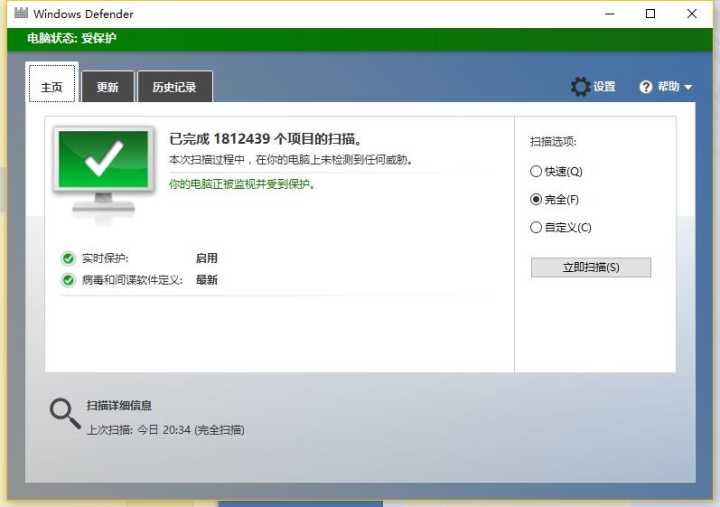 Windows Defender
电脑状态: 受保护
主页
更新
历史记录
设置
帮助
已完成 1812439 个项目的扫描。
本次扫描过程中，在你的电脑上未检测到任何威胁。
你的电脑正被监视并受到保护。
实时保护: 启用
病毒和间谍软件定义: 最新
扫描选项:
快速(Q)
完全(F)
自定义(C)
立即扫描(S)
扫描详细信息
上次扫描: 今日 20:34 (完全扫描)